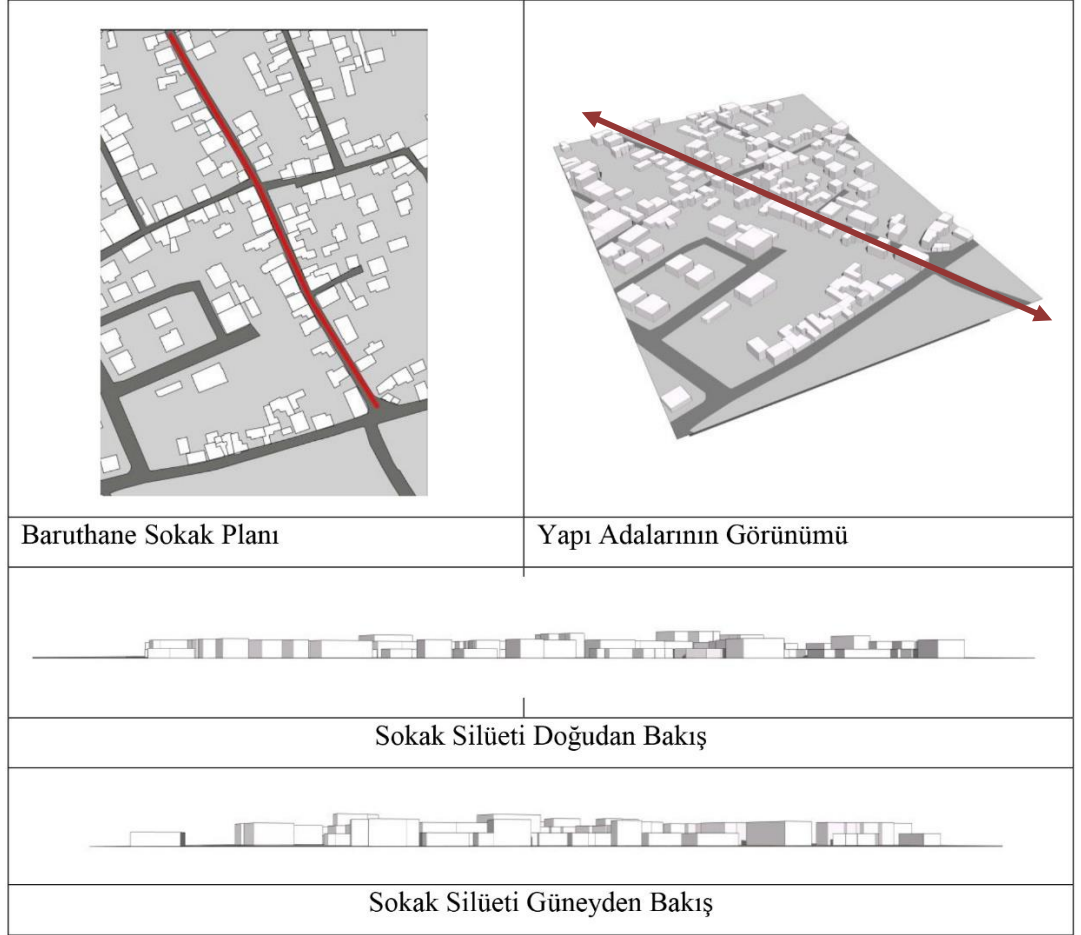 Baruthane Sokak Planı
Yapı Adalarının Görünümü
Sokak Silüeti Doğudan Bakış
Sokak Silüeti Güneyden Bakış